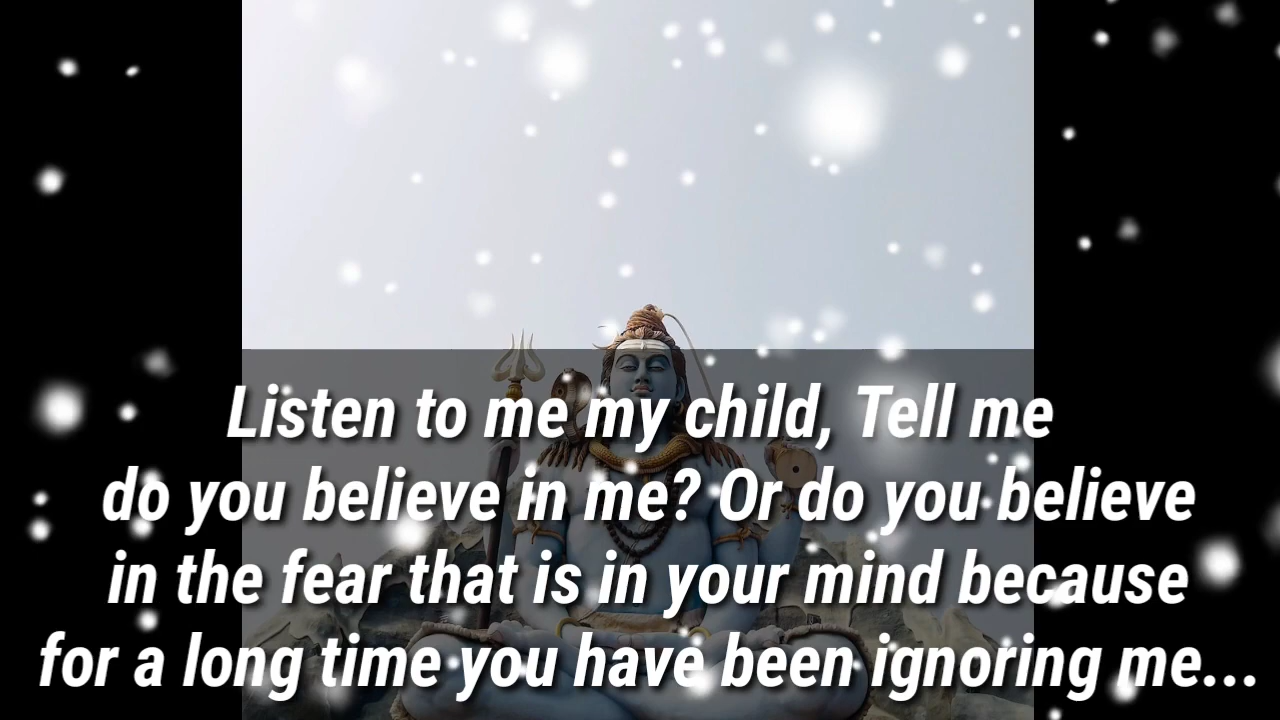 Listen to me my child, Tell me
do you believe in me? Or do you believe
in the fear that is in your mind because
for a long time you have been ignoring me...